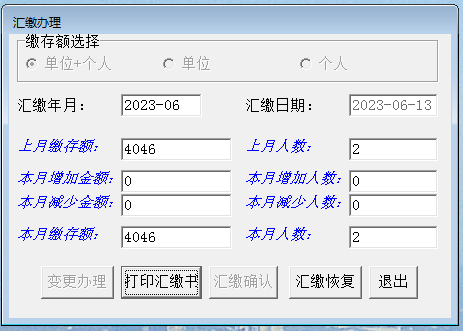 汇缴办理
缴存额选择
单位+个人 单位 个人
汇缴年月： 2023-06 汇缴日期： 2023-06-13
上月缴存额： 4046 上月人数： 2
本月增加金额： 0 本月增加人数： 0
本月减少金额： 0 本月减少人数： 0
本月缴存额： 4046 本月人数： 2
变更办理 打印汇缴书 汇缴确认 汇缴恢复 退出